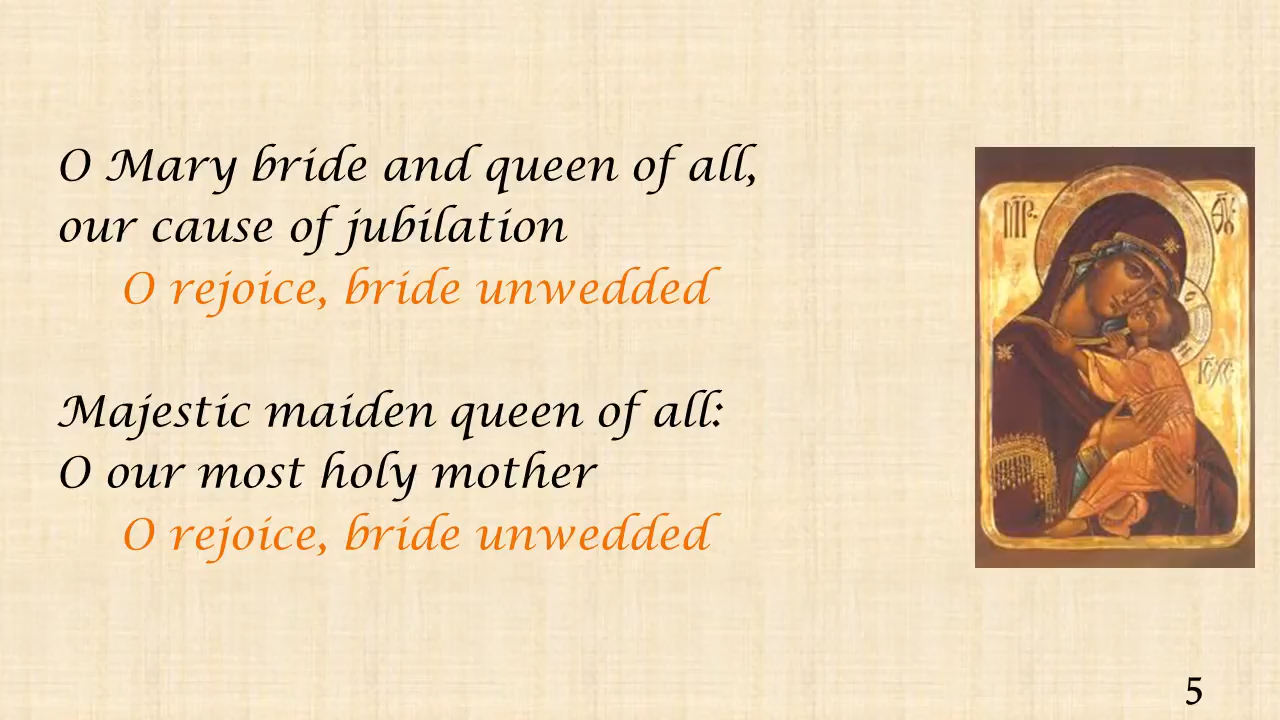 O Mary bride and queen of all,
our cause of jubilation
O rejoice, bride unwedded
Majestic maiden queen of all:
O our most holy mother
O rejoice, bride unwedded
5